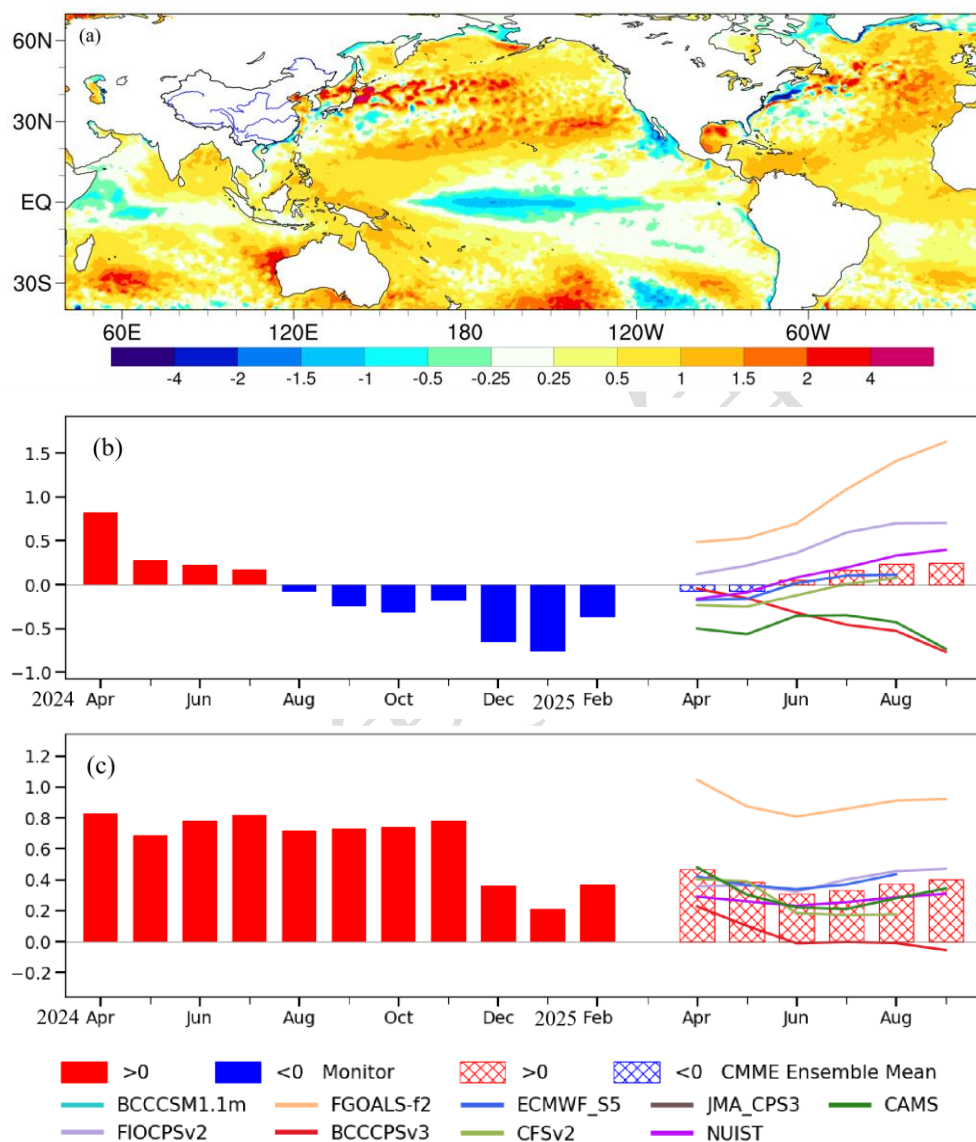 (a)
60N
30N
EQ
30S
60E 120E 180 120W 60W
-4 -2 -1.5 -1 -0.5 -0.25 0.25 0.5 1 1.5 2 4
(b)
1.5
1.0
0.5
0.0
−0.5
−1.0
2024 Apr Jun Aug Oct Dec 2025 Feb Apr Jun Aug
(c)
1.2
1.0
0.8
0.6
0.4
0.2
0.0
−0.2
2024 Apr Jun Aug Oct Dec 2025 Feb Apr Jun Aug
>0 <0 Monitor >0 <0 CMME Ensemble Mean
BCCCSM1.1m FGOALS-f2 ECMWF_S5 JMA_CPS3 CAMS
FIOCPSv2 BCCCPSv3 CFSv2 NUIST